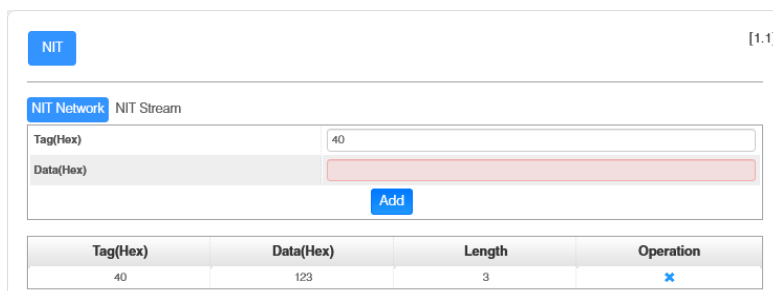 NIT
[1.1]
NIT Network NIT Stream
Tag(Hex) 40
Data(Hex)
Add
Tag(Hex) Data(Hex) Length Operation
40 123 3